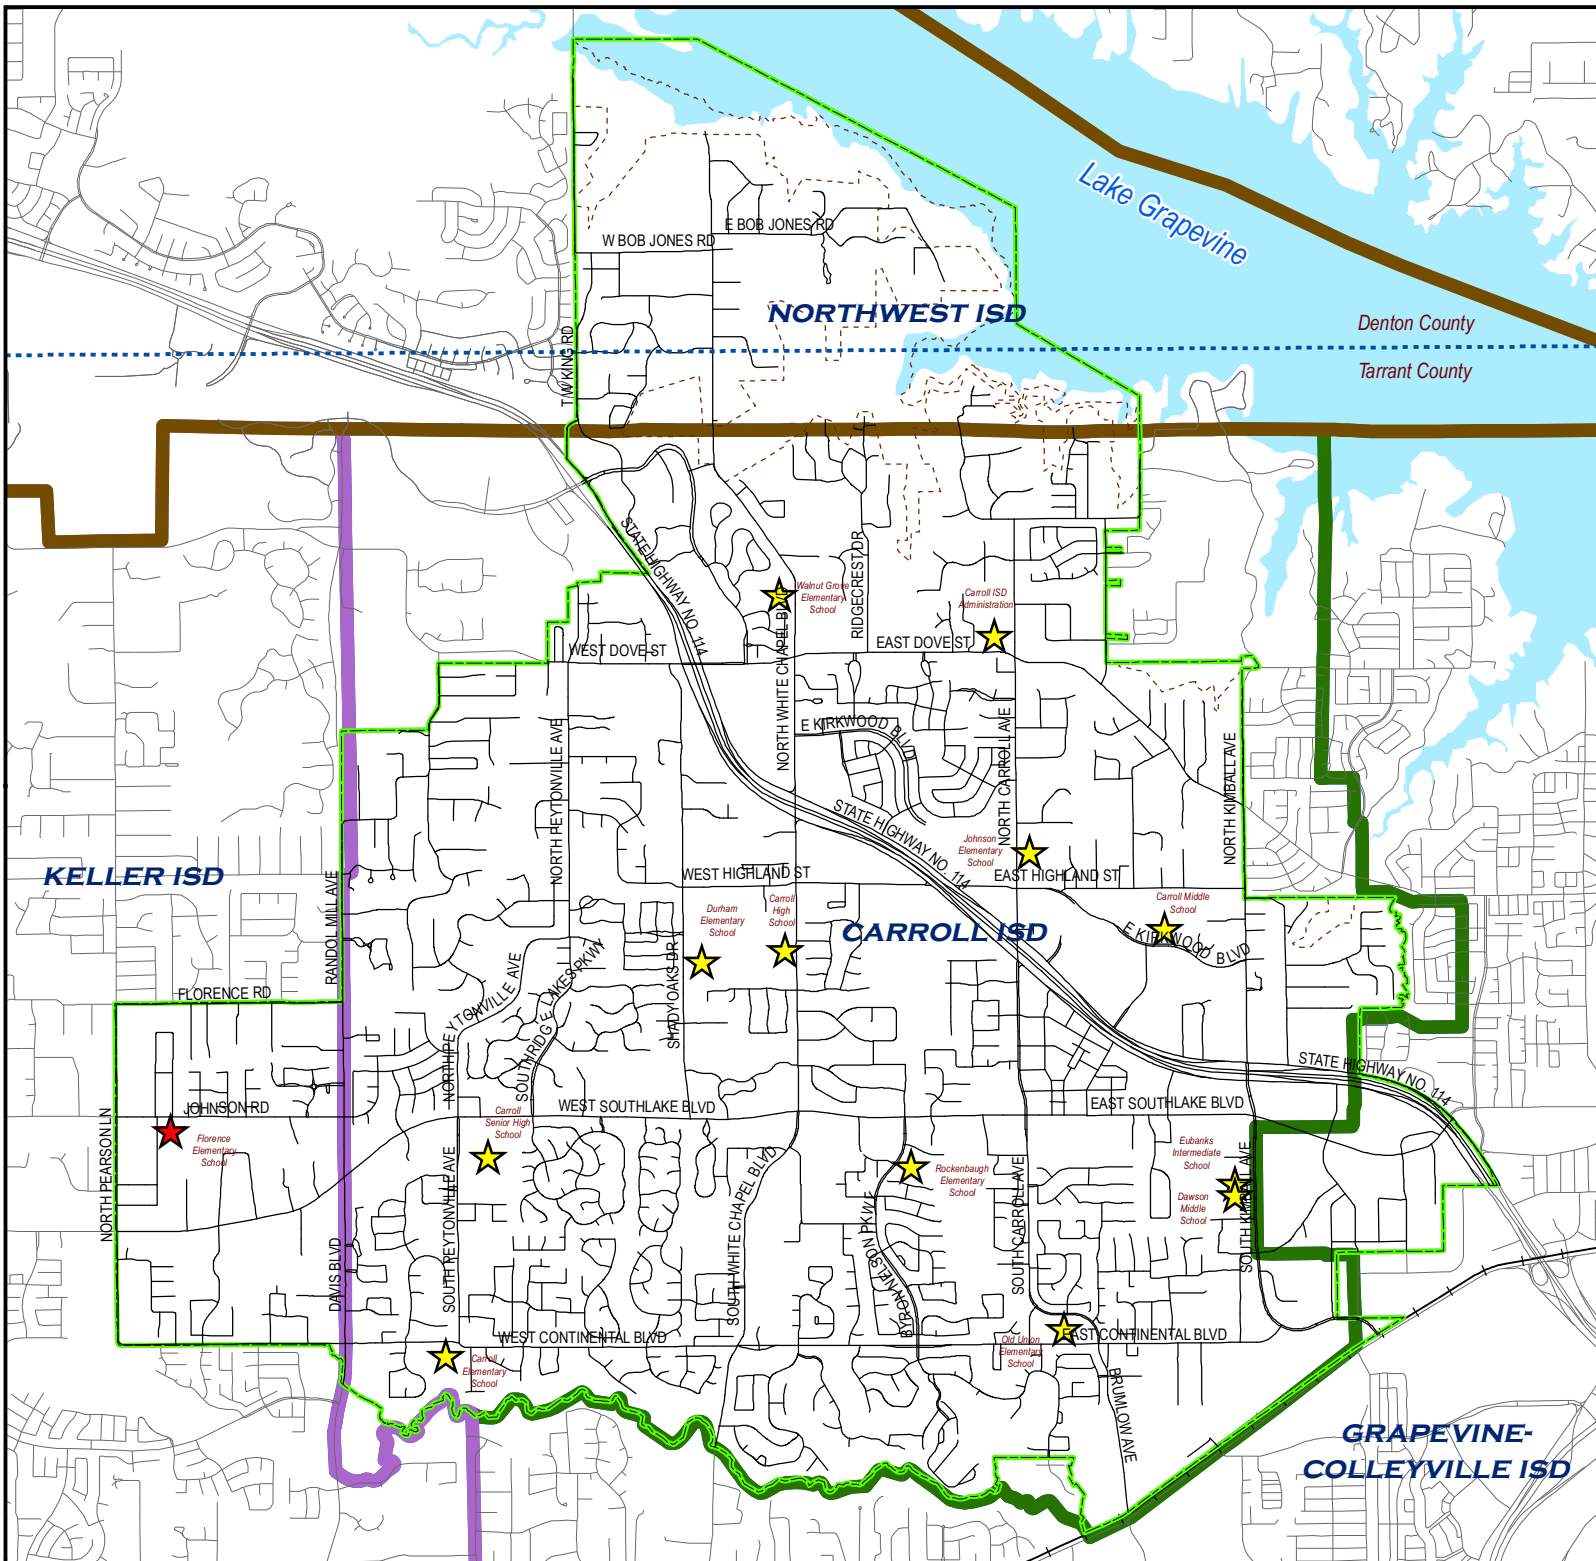 Lake Grapevine
E BOB JONES RD
W BOB JONES RD
NORTHWEST ISD
Denton County
Tarrant County
T W KING RD
STATE HIGHWAY NO. 114
RIDGECREST DR
Walnut Grove
Elementary
School
Carroll ISD
Administration
WEST DOVE ST
EAST DOVE ST
NORTH WHITE CHAPEL BLVD
E KIRKWOOD BLVD
NORTH PEYTONVILLE AVE
NORTH CARROLL AVE
NORTH KIMBALL AVE
STATE HIGHWAY NO. 114
Johnson
Elementary
School
WEST HIGHLAND ST
EAST HIGHLAND ST
KELLER ISD
RANDOL MILL AVE
Durham
Elementary
School
Carroll
High
School
Carroll Middle
School
CARROLL ISD
E KIRKWOOD BLVD
SHADY OAKS DR
FLORENCE RD
NORTH PEYTONVILLE AVE
SOUTHRIDGE LAKES PKWY
STATE HIGHWAY NO. 114
JOHNSON RD
WEST SOUTHLAKE BLVD
EAST SOUTHLAKE BLVD
Carroll
Senior High
School
Florence
Elementary
School
NORTH PEARSON LN
Eubanks
Intermediate
School
Rockenbaugh
Elementary
School
Dawson
Middle
School
SOUTH PEYTONVILLE AVE
SOUTH WHITE CHAPEL BLVD
BYRON NELSON PKWY
SOUTH CARROLL AVE
SOUTH KIMBALL AVE
DAVIS BLVD
WEST CONTINENTAL BLVD
EAST CONTINENTAL BLVD
Old Union
Elementary
School
Carroll
Elementary
School
BRUMLOW AVE
GRAPEVINE-
COLLEYVILLE ISD